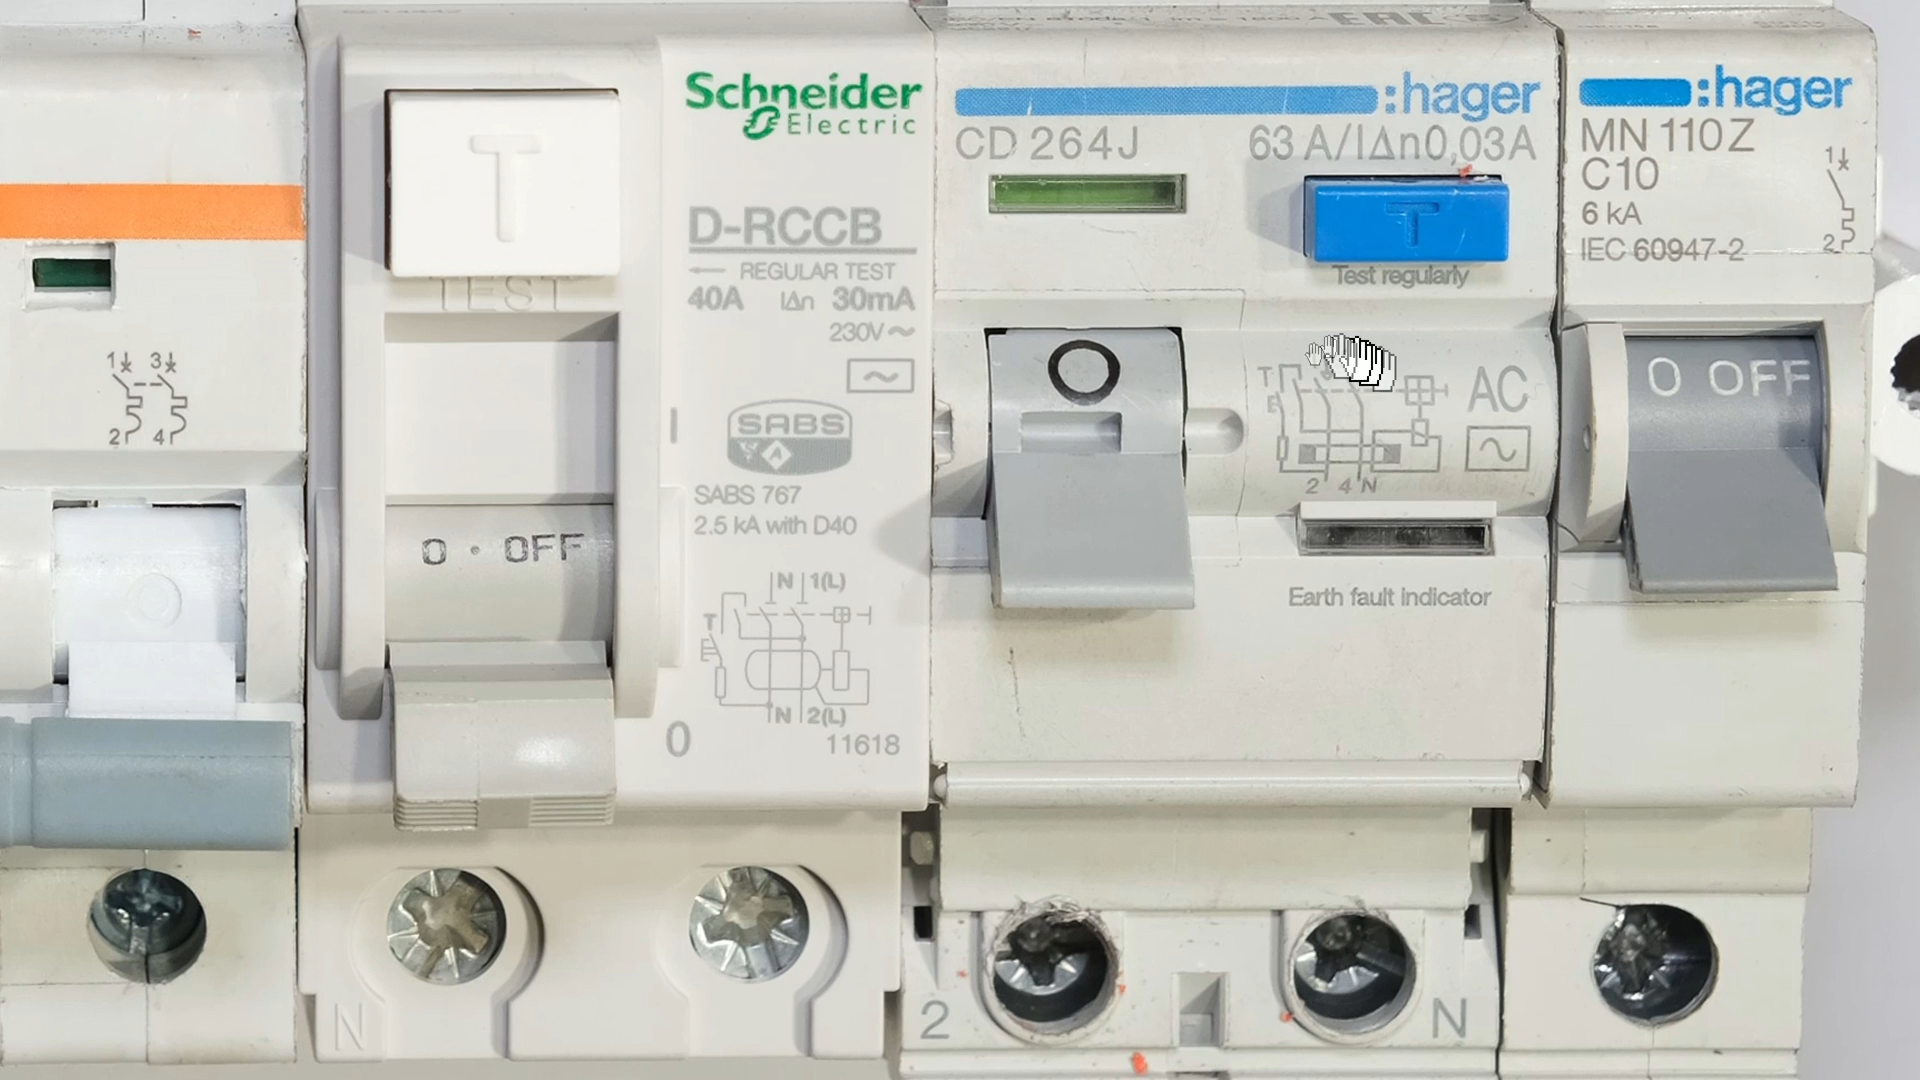 1 3
2 4
T
TEST
Schneider
Electric
D-RCCB
REGULAR TEST
40A IΔn 30mA
230V ~
I
SABS
A
SABS 767
2.5 kA with D40
O · OFF
N 1(L)
T
E
N 2(L)
0
11618
N
EAC
:hager
CD 264J 63 A/IΔn0,03A
T
Test regularly
O
T
E
AC
2 4 N
Earth fault indicator
2 N
:hager
MN 110Z
C10
6 kA
IEC 60947-2
1
2
O OFF